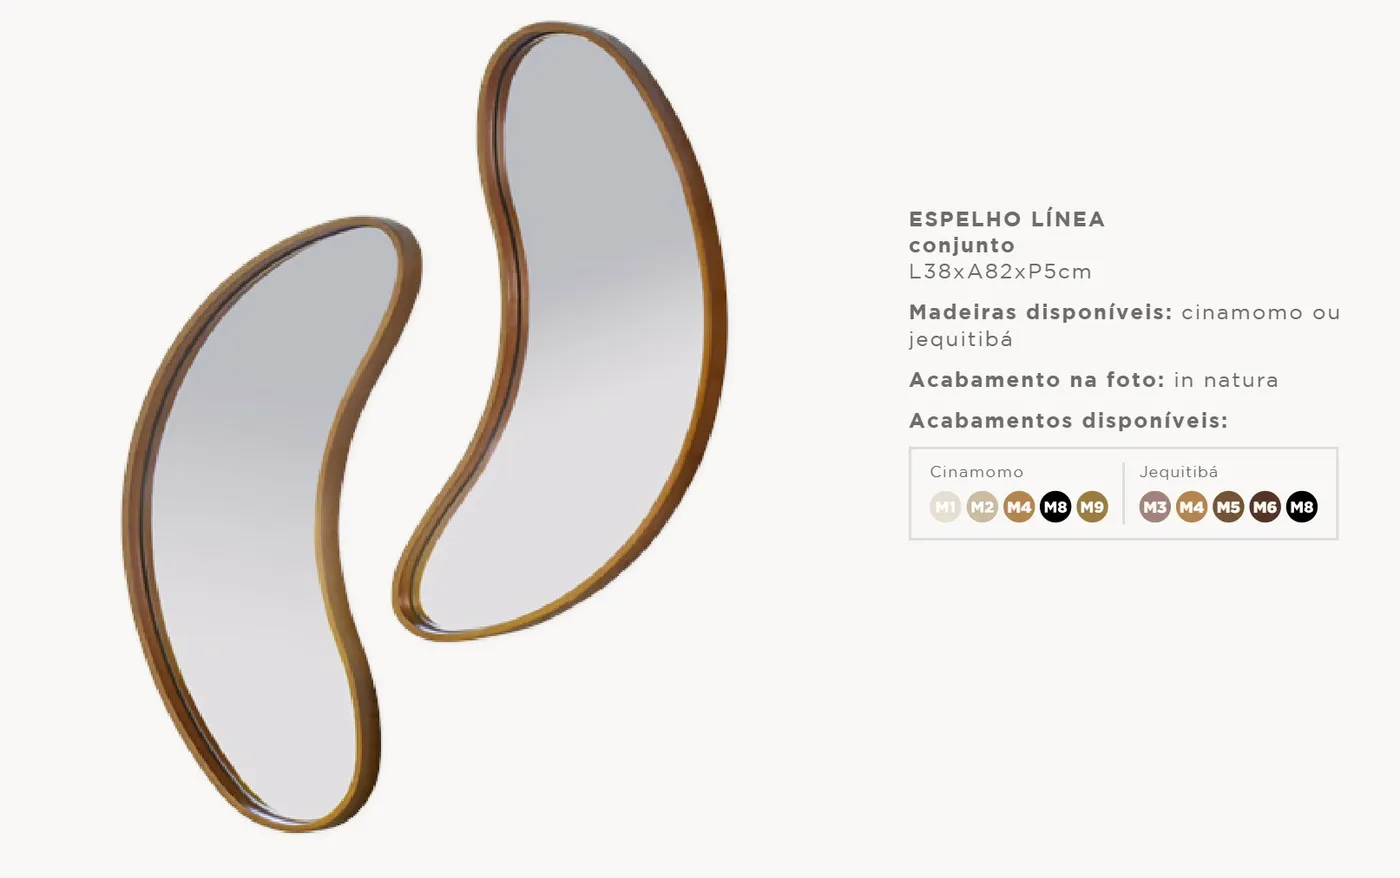 ESPELHO LÍNEA
conjunto
L38xA82xP5cm
Madeiras disponíveis: cinamomo ou
jequitibá
Acabamento na foto: in natura
Acabamentos disponíveis:
Cinamomo
M1 M2 M4 M8 M9
Jequitibá
M3 M4 M5 M6 M8